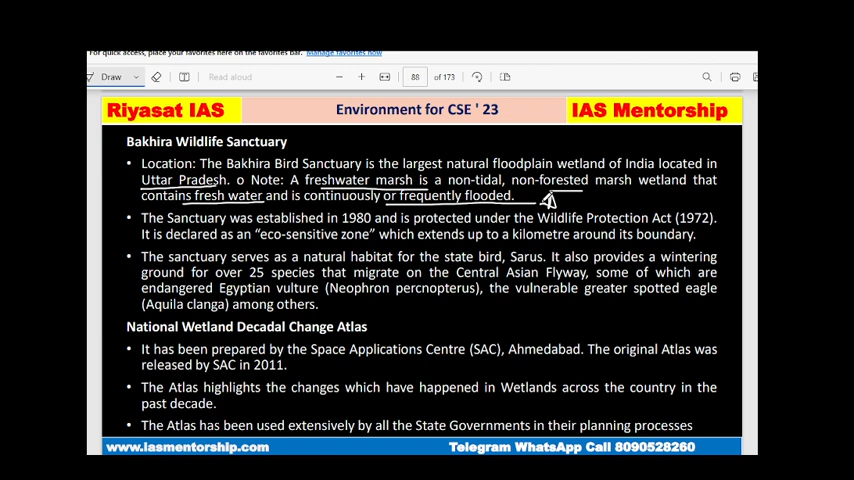 For quick access, place your favorites here on the favorites bar. Manage favorites now
Draw
Read aloud
88
of 173
Riyasat IAS
Environment for CSE ' 23
IAS Mentorship
Bakhira Wildlife Sanctuary
• Location: The Bakhira Bird Sanctuary is the largest natural floodplain wetland of India located in
Uttar Pradesh. o Note: A freshwater marsh is a non-tidal, non-forested marsh wetland that
contains fresh water and is continuously or frequently flooded.
• The Sanctuary was established in 1980 and is protected under the Wildlife Protection Act (1972).
It is declared as an “eco-sensitive zone” which extends up to a kilometre around its boundary.
• The sanctuary serves as a natural habitat for the state bird, Sarus. It also provides a wintering
ground for over 25 species that migrate on the Central Asian Flyway, some of which are
endangered Egyptian vulture (Neophron percnopterus), the vulnerable greater spotted eagle
(Aquila clanga) among others.
National Wetland Decadal Change Atlas
• It has been prepared by the Space Applications Centre (SAC), Ahmedabad. The original Atlas was
released by SAC in 2011.
• The Atlas highlights the changes which have happened in Wetlands across the country in the
past decade.
• The Atlas has been used extensively by all the State Governments in their planning processes
www.iasmentorship.com
Telegram WhatsApp Call 8090528260